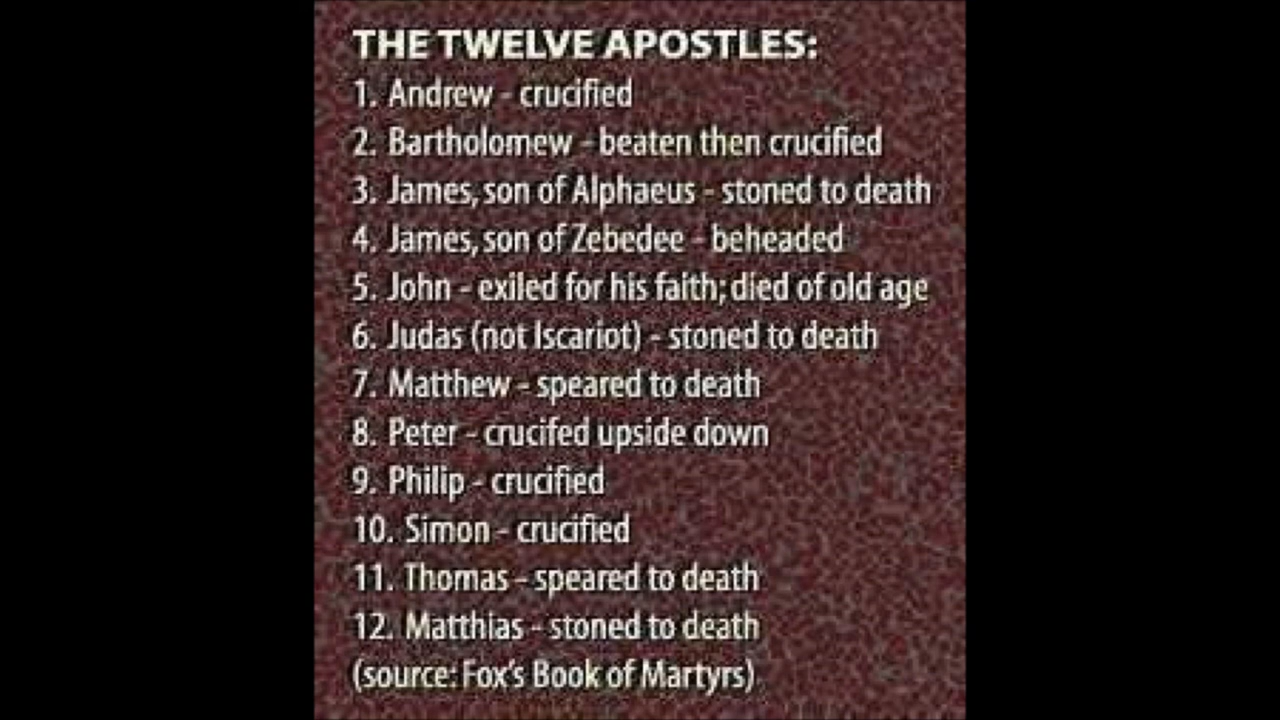 THE TWELVE APOSTLES:
1. Andrew - crucified
2. Bartholomew - beaten then crucified
3. James, son of Alphaeus - stoned to death
4. James, son of Zebedee - beheaded
5. John - exiled for his faith; died of old age
6. Judas (not Iscariot) - stoned to death
7. Matthew - speared to death
8. Peter - crucifed upside down
9. Philip - crucified
10. Simon - crucified
11. Thomas - speared to death
12. Matthias - stoned to death
(source: Fox's Book of Martyrs)